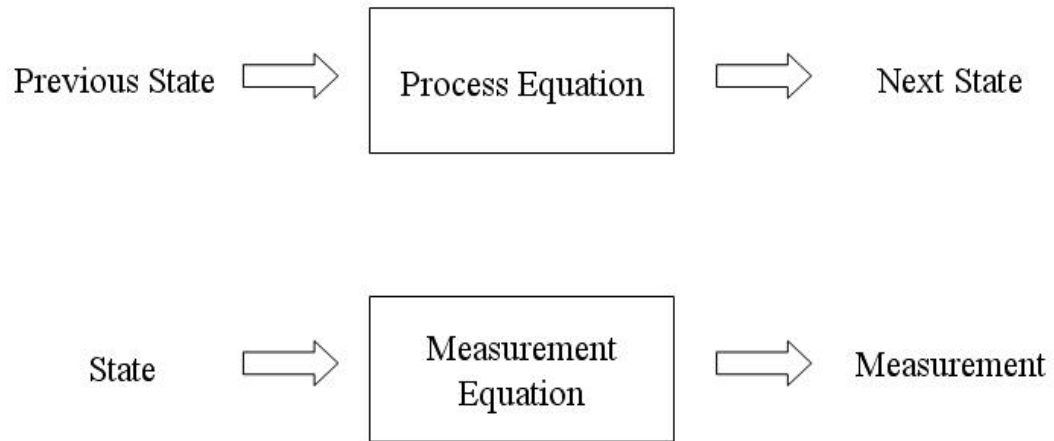 Previous State
Process Equation
Next State
State
Measurement
Equation
Measurement